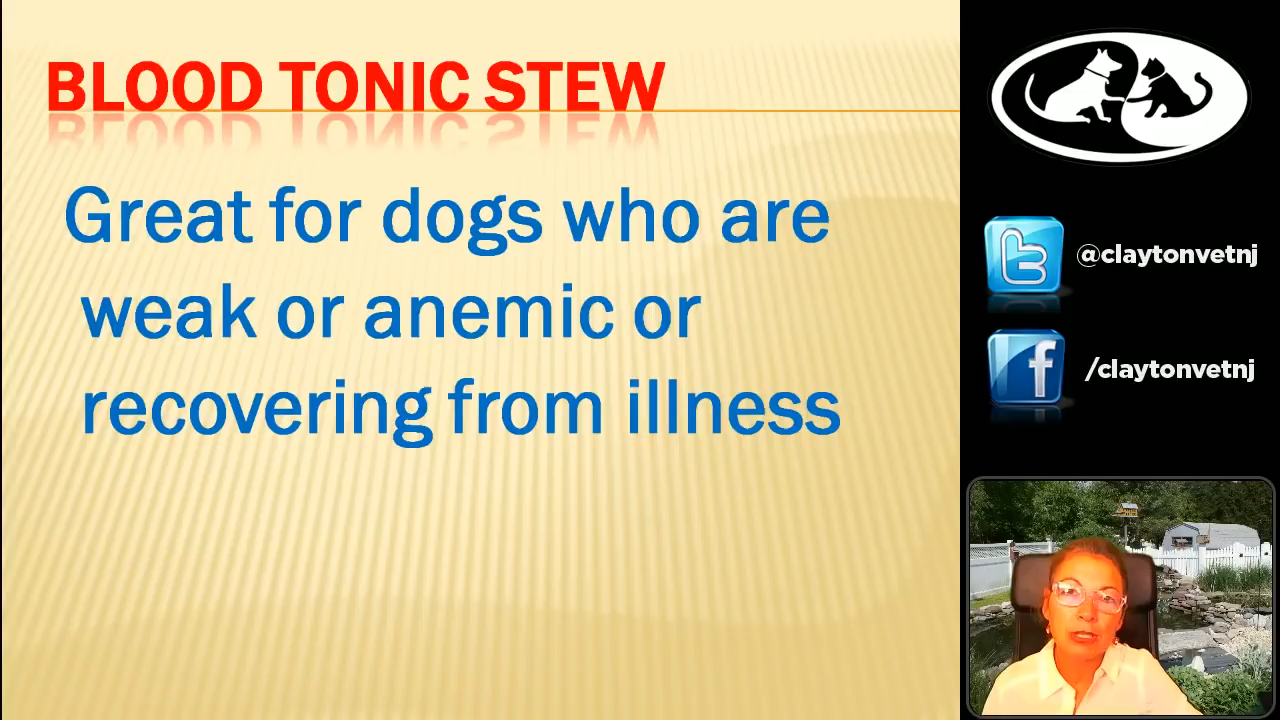 BLOOD TONIC STEW
Great for dogs who are
weak or anemic or
recovering from illness
@claytonvetnj
/claytonvetnj